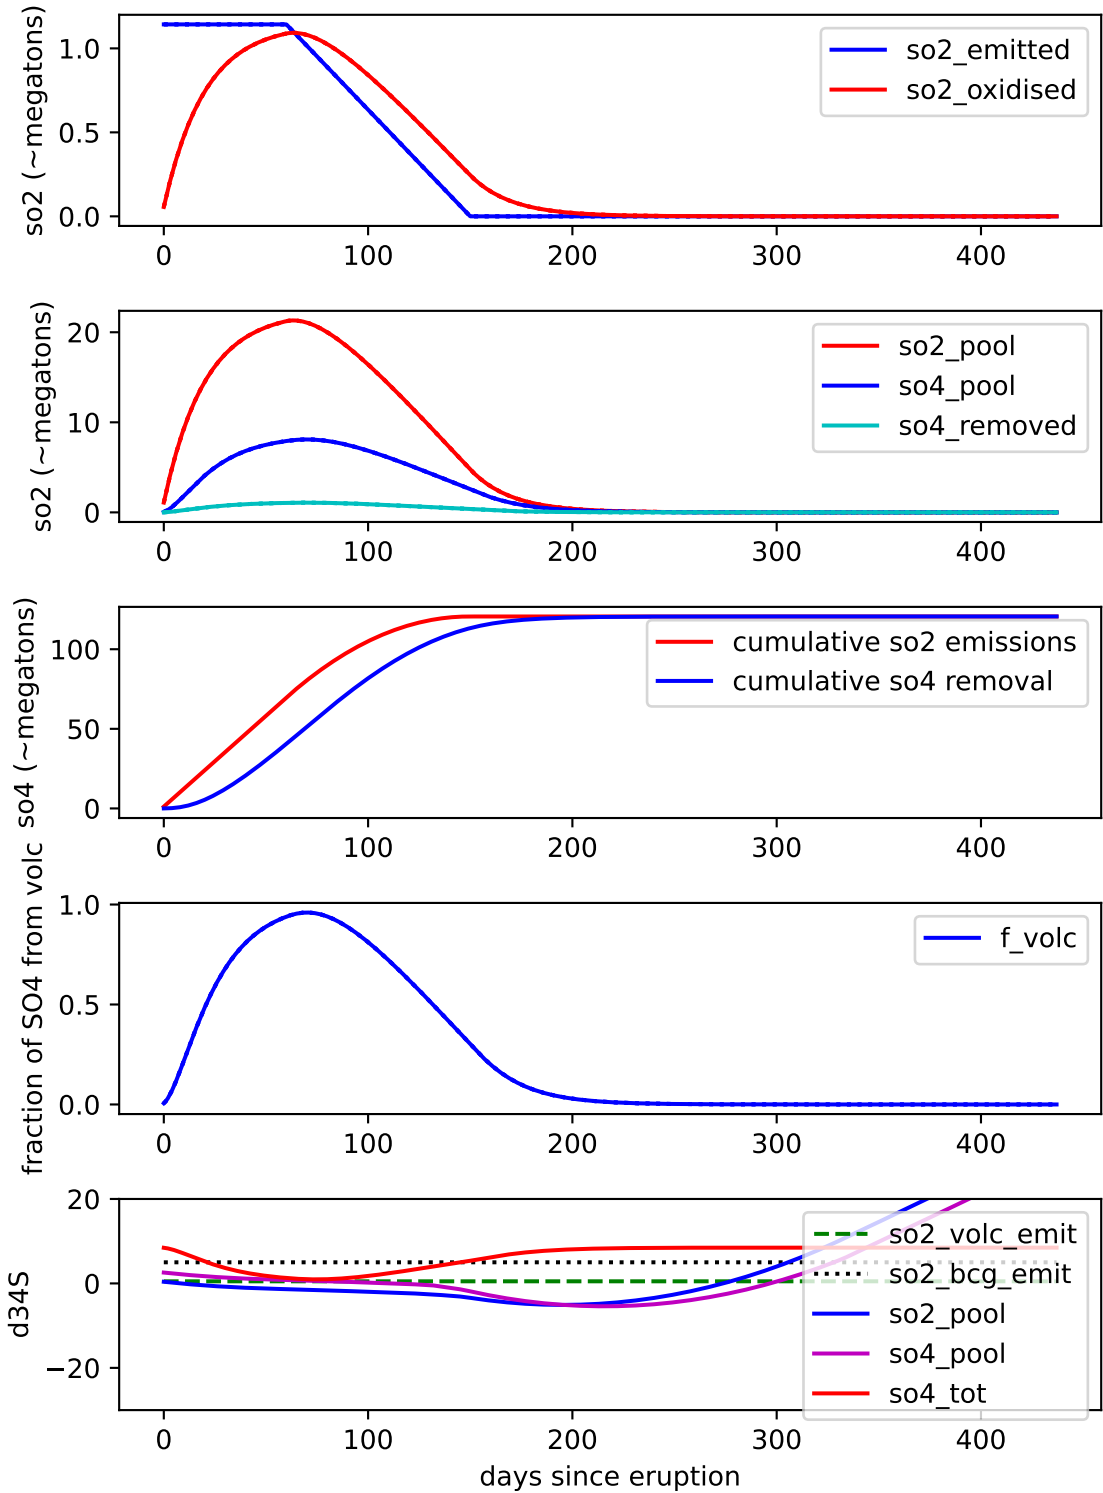 so2 (~megatons)
1.0
0.5
0.0
so2_emitted
so2_oxidised
0 100 200 300 400
so2 (~megatons)
20
10
0
so2_pool
so4_pool
so4_removed
0 100 200 300 400
so4 (~megatons)
100
50
0
cumulative so2 emissions
cumulative so4 removal
0 100 200 300 400
fraction of SO4 from volc
1.0
0.5
0.0
f_volc
0 100 200 300 400
d34S
20
0
−20
so2_volc_emit
so2_bcg_emit
so2_pool
so4_pool
so4_tot
0 100 200 300 400
days since eruption